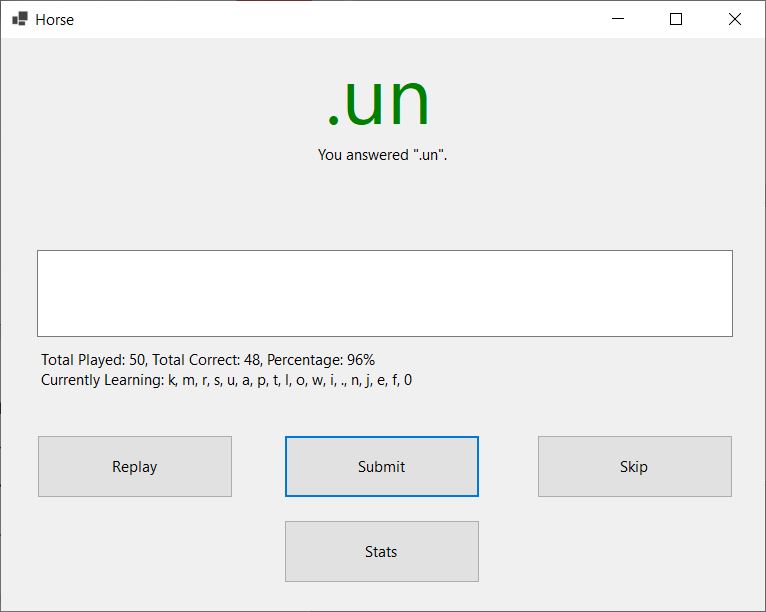 Horse
.un
You answered ".un".
Total Played: 50, Total Correct: 48, Percentage: 96%
Currently Learning: k, m, r, s, u, a, p, t, l, o, w, i, ., n, j, e, f, 0
Replay
Submit
Skip
Stats